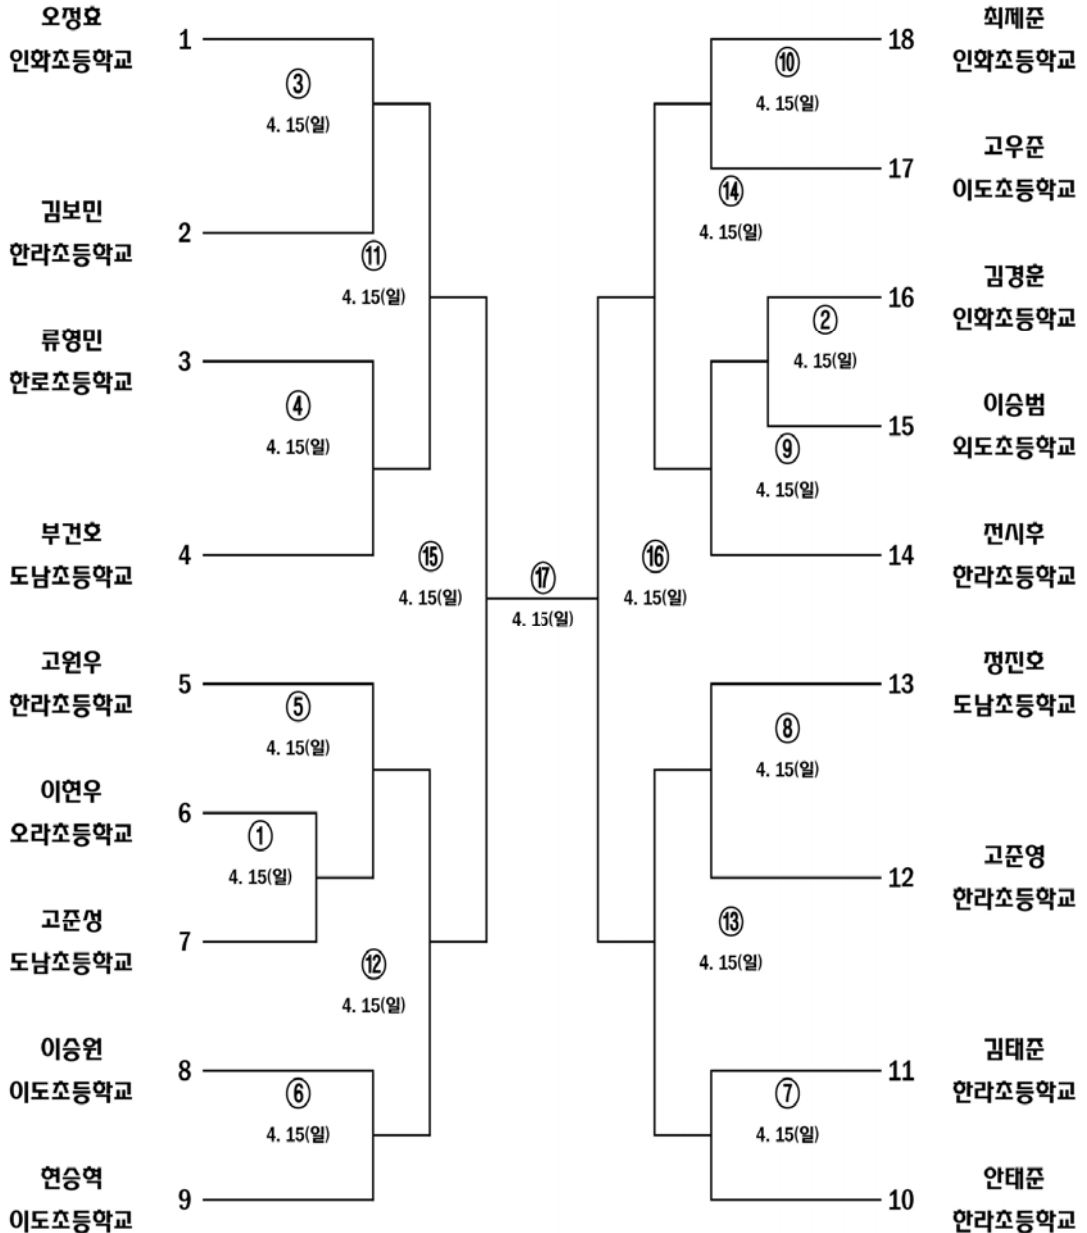 오정효
인화초등학교
1
③
4. 15(일)
김보민
한라초등학교
2
⑪
4. 15(일)
류형민
한로초등학교
3
④
4. 15(일)
부건호
도남초등학교
4
⑮
4. 15(일)
고원우
한라초등학교
5
⑤
4. 15(일)
이현우
오라초등학교
6
①
4. 15(일)
고준성
도남초등학교
7
⑫
4. 15(일)
이승원
이도초등학교
8
⑥
4. 15(일)
현승혁
이도초등학교
9
⑰
4. 15(일)
최제준
인화초등학교
18
⑩
4. 15(일)
고우준
이도초등학교
17
⑭
4. 15(일)
김경훈
인화초등학교
16
②
4. 15(일)
이승범
외도초등학교
15
⑨
4. 15(일)
전시후
한라초등학교
14
⑯
4. 15(일)
정진호
도남초등학교
13
⑧
4. 15(일)
고준영
한라초등학교
12
⑬
4. 15(일)
김태준
한라초등학교
11
⑦
4. 15(일)
안태준
한라초등학교
10